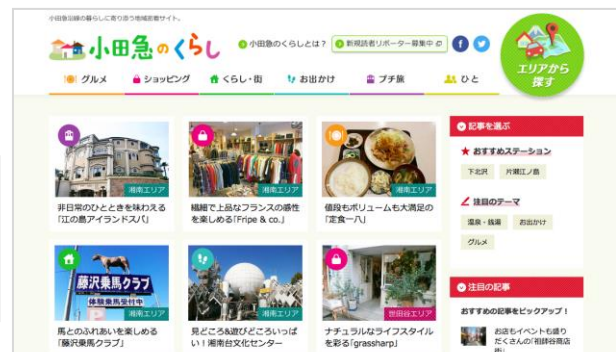 小田急沿線の暮らしに寄り添う地域密着サイト。
小田急のくらし
小田急のくらしとは?
新規読者リポーター募集中
エリアから
探す
グルメ
ショッピング
くらし・街
お出かけ
プチ旅
ひと
湘南エリア
非日常のひとときを味わえる
「江の島アイランドスパ」
湘南エリア
繊細で上品なフランスの感性
を楽しめる「Fripe & co.」
湘南エリア
値段もボリュームも大満足の
「定食一八」
藤沢乗馬クラブ
体験乗馬受付中
湘南エリア
馬とのふれあいを楽しめる
「藤沢乗馬クラブ」
湘南エリア
見どころ&遊びどころいっぱ
い!湘南台文化センター
世田谷エリア
ナチュラルなライフスタイル
を彩る「grassharp」
記事を選ぶ
おすすめステーション
下北沢
片瀬江ノ島
注目のテーマ
温泉・銭湯
お出かけ
グルメ
注目の記事
おすすめの記事をピックアップ!
お店もイベントも盛り
だくさんの「祖師谷商店
街」